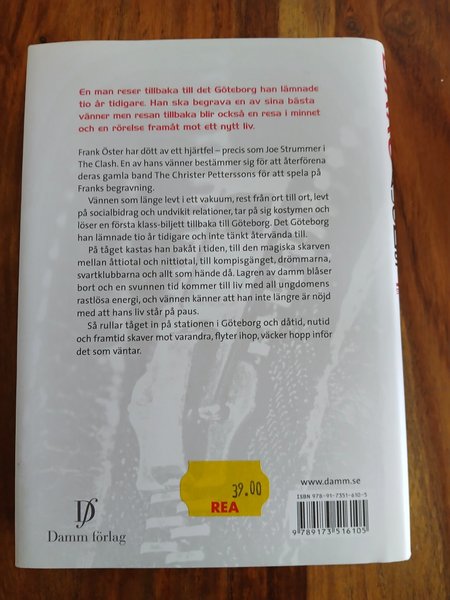 En man reser tillbaka till det Göteborg han lämnade
tio år tidigare. Han ska begrava en av sina bästa
vänner men resan tillbaka blir också en resa i minnet
och en rörelse framåt mot ett nytt liv.
Frank Öster har dött av ett hjärtfel – precis som Joe Strummer i
The Clash. En av hans vänner bestämmer sig för att återförena
deras gamla band The Christer Petterssons för att spela på
Franks begravning.
Vännen som länge levt i ett vakuum, rest från ort till ort, levt
på socialbidrag och undvikit relationer, tar på sig kostymen och
löser en första klass-biljett tillbaka till Göteborg. Det Göteborg
han lämnade tio år tidigare och inte tänkt återvända till.
På tåget kastas han bakåt i tiden, till den magiska skarven
mellan åttiotal och nittiotal, till kompisgänget, drömmarna,
svartklubbarna och allt som hände då. Lagren av damm blåser
bort och en svunnen tid kommer till liv med all ungdomens
rastlösa energi, och vännen känner att han inte längre är nöjd
med att hans liv står på paus.
Så rullar tåget in på stationen i Göteborg och dåtid, nutid
och framtid skaver mot varandra, flyter ihop, väcker hopp inför
det som väntar.
www.damm.se
ISBN 978-91-7351-610-5
9 789173 516105
39.00
REA
Df
Damm förlag